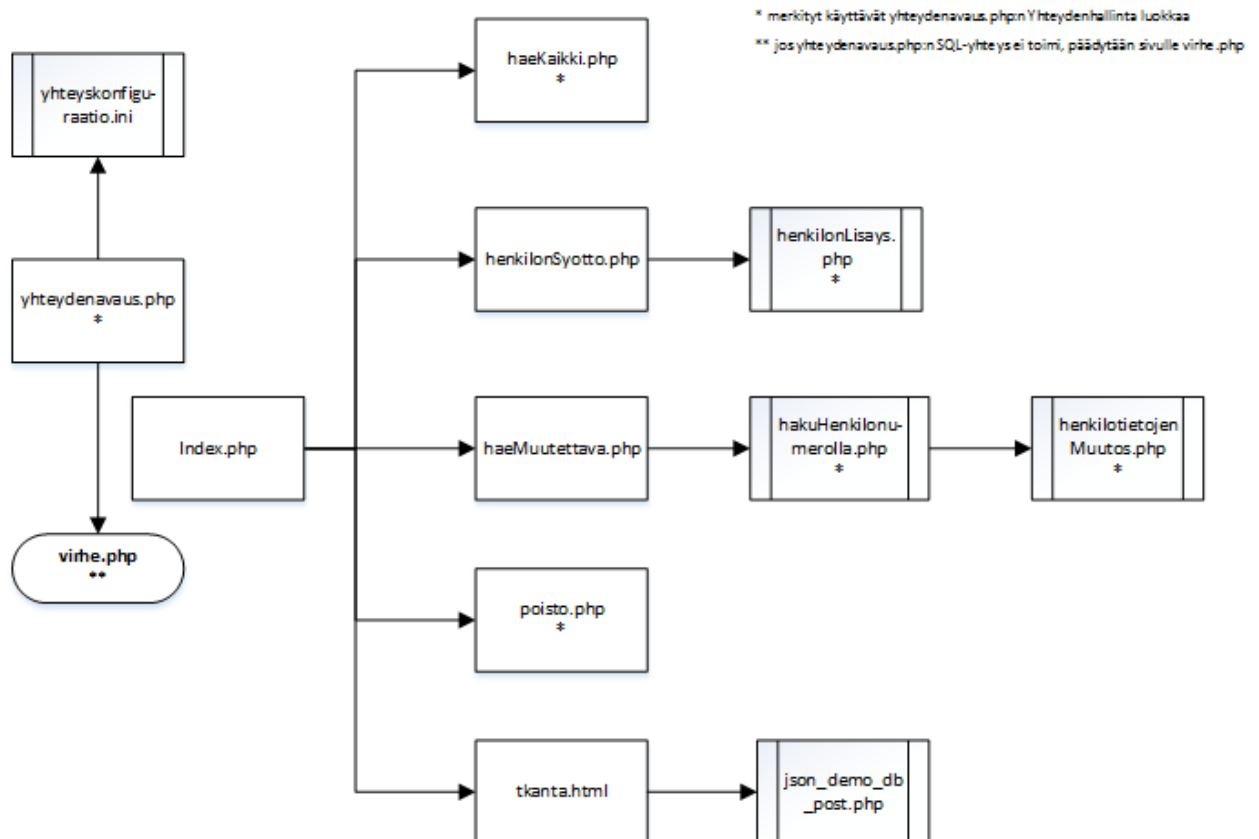 * merkityt käyttävät yhteydenavaus.php:n Yhteydenhallinta luokkaa
** jos yhteydenavaus.php:n SQL-yhteys ei toimi, päädytään sivulle virhe.php
yhteyskonfigu-
raatio.ini
yhteydenavaus.php
*
virhe.php
**
Index.php
haeKaikki.php
*
henkilonSyotto.php
henkilonLisays.
php
*
haeMuutettava.php
hakuHenkilonu-
merolla.php
*
henkilotietojen
Muutos.php
*
poisto.php
*
tkanta.html
json_demo_db
_post.php